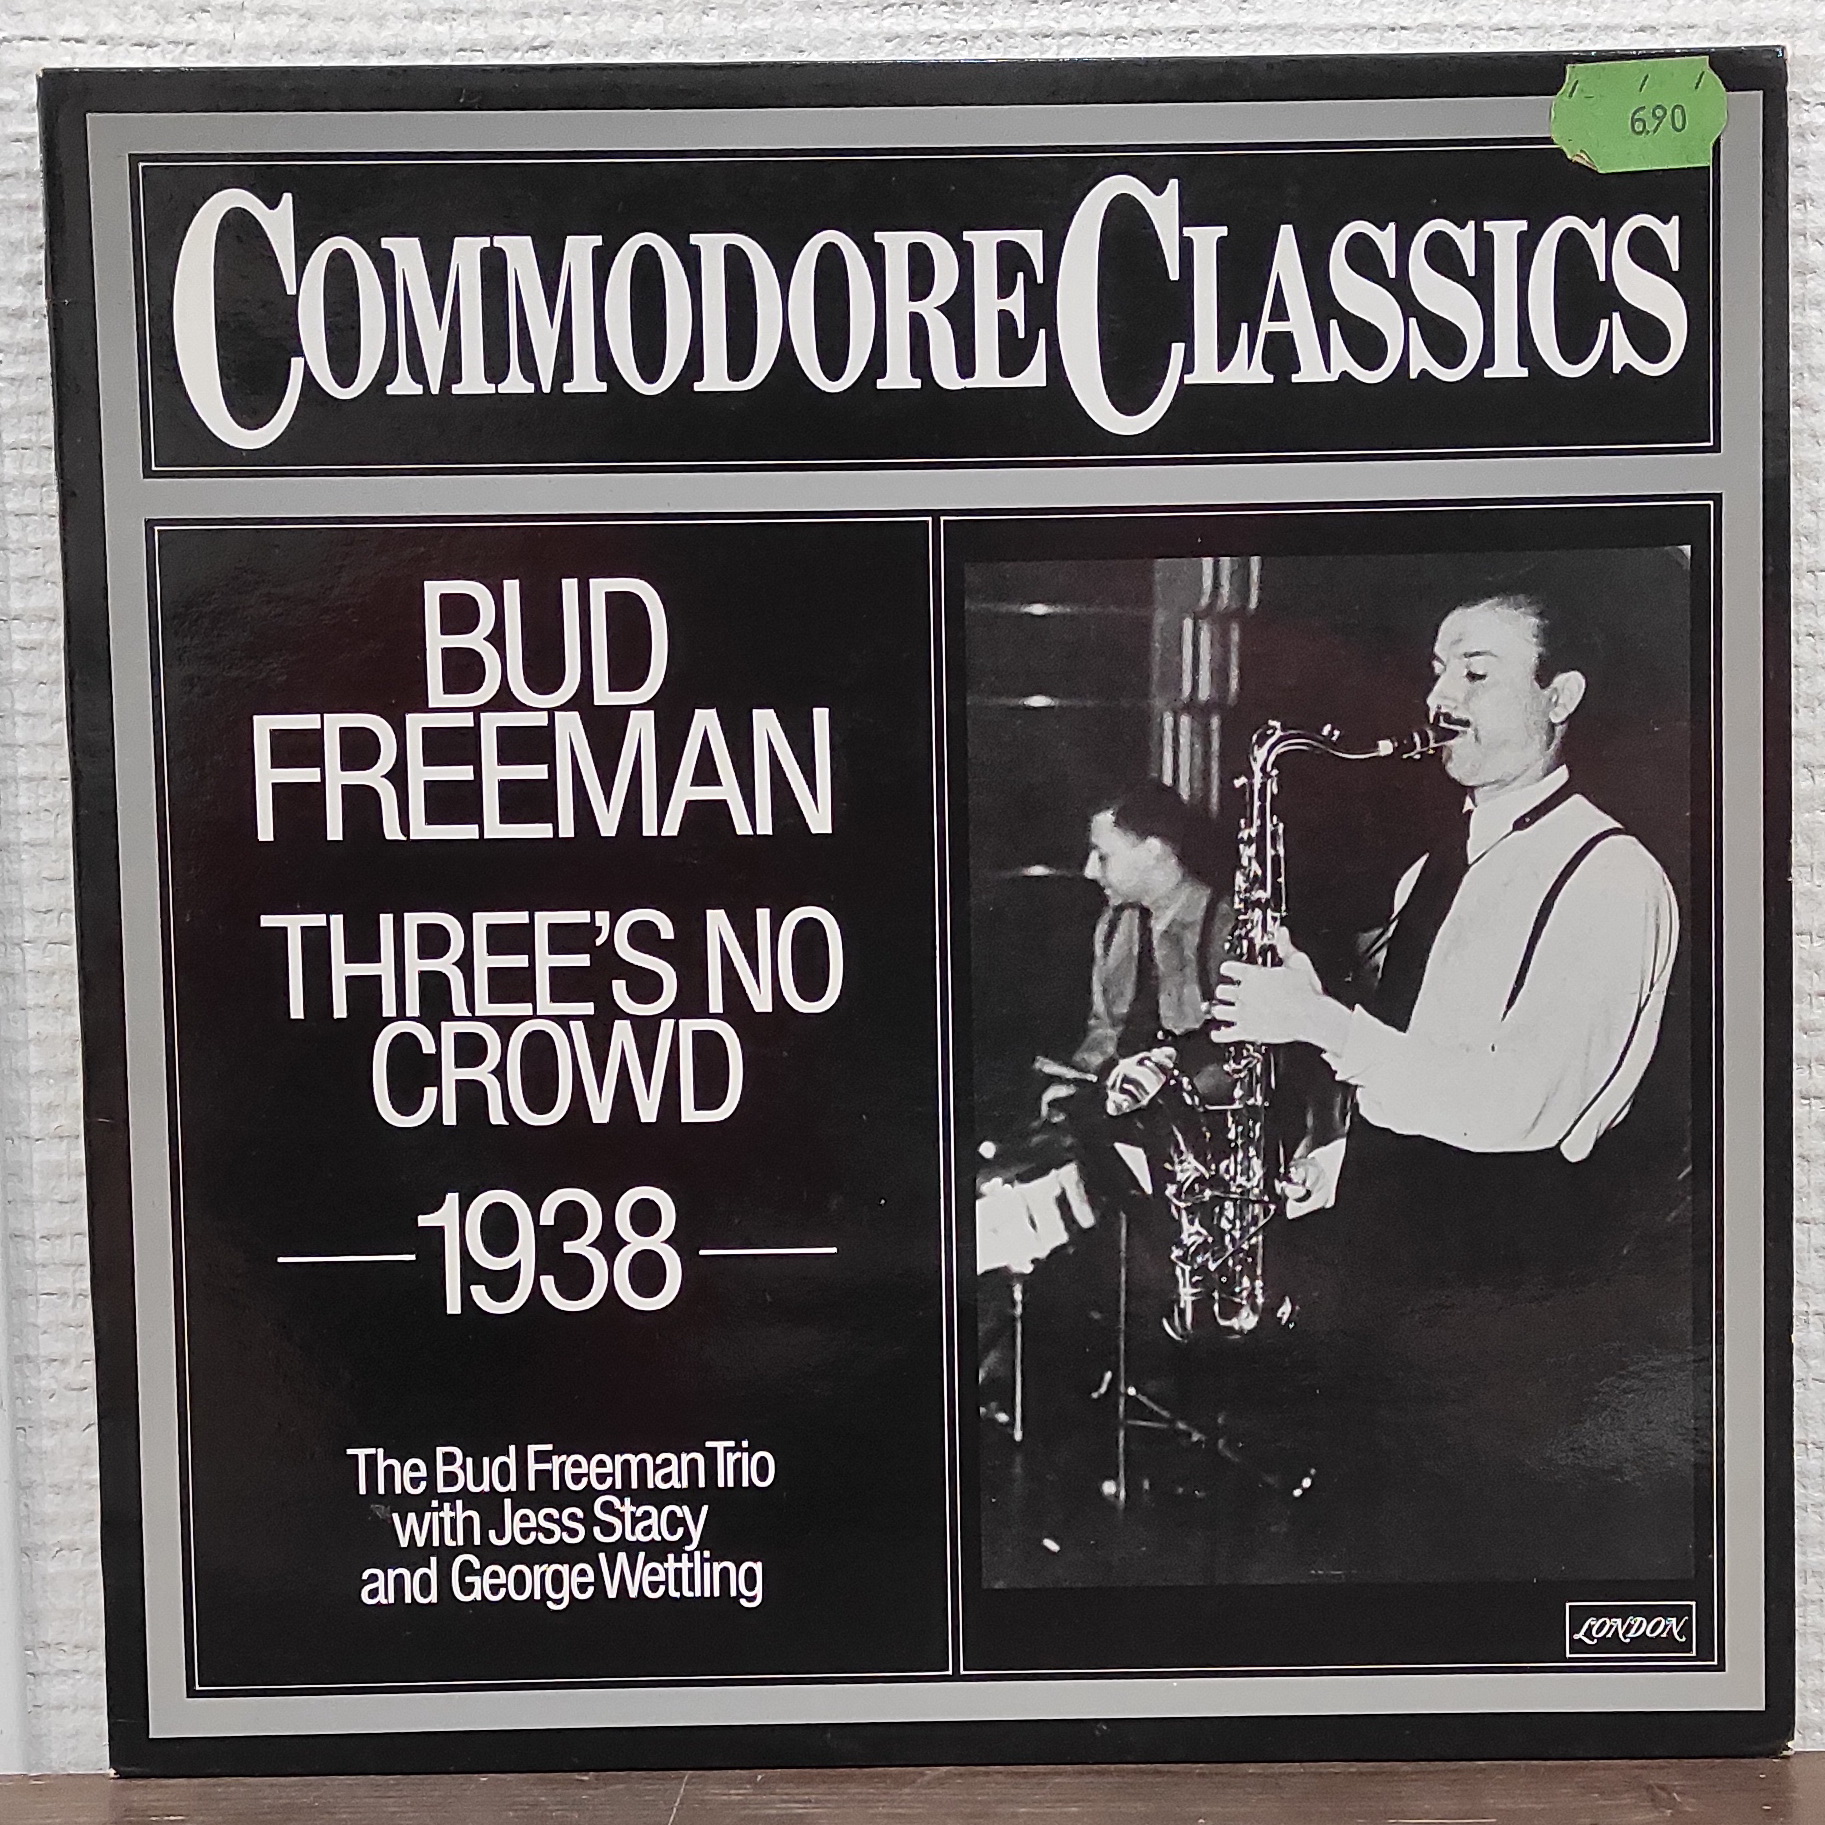 6.90
COMMODORE CLASSICS
BUD
FREEMAN
THREE'S NO
CROWD
—1938—
The Bud Freeman Trio
with Jess Stacy
and George Wettling
LONDON